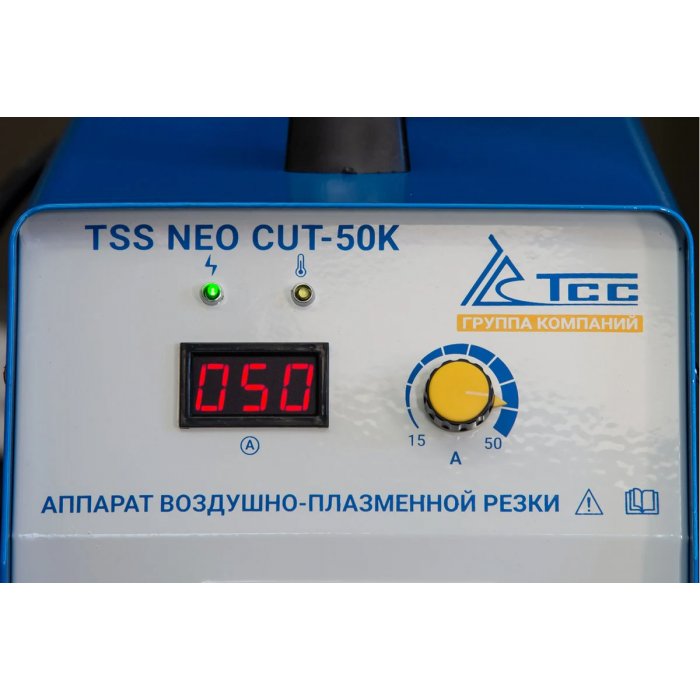 TSS NEO CUT-50K
ТСС
ГРУППА КОМПАНИЙ
050
A
15
50
A
АППАРАТ ВОЗДУШНО-ПЛАЗМЕННОЙ РЕЗКИ